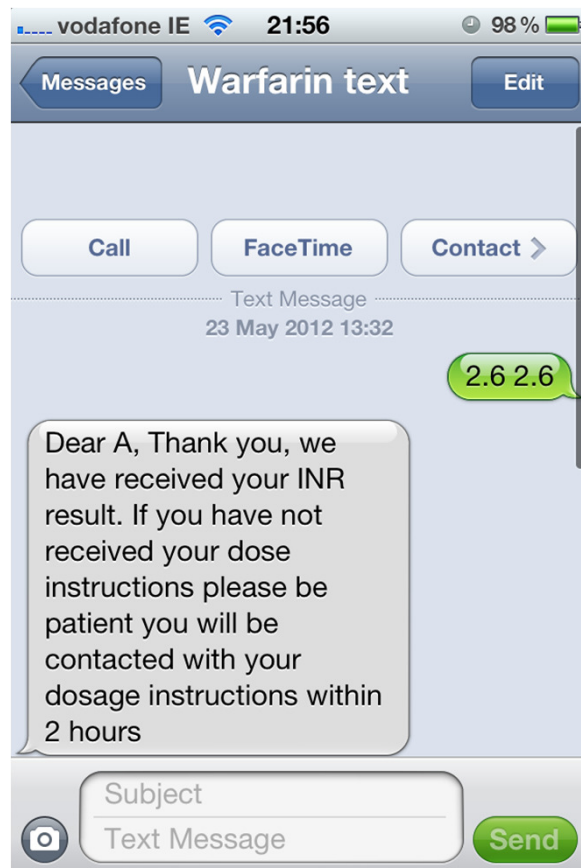 vodafone IE 21:56 98%
Messages Warfarin text Edit
Call FaceTime Contact
Text Message
23 May 2012 13:32
2.6 2.6
Dear A, Thank you, we
have received your INR
result. If you have not
received your dose
instructions please be
patient you will be
contacted with your
dosage instructions within
2 hours
Subject
Text Message Send